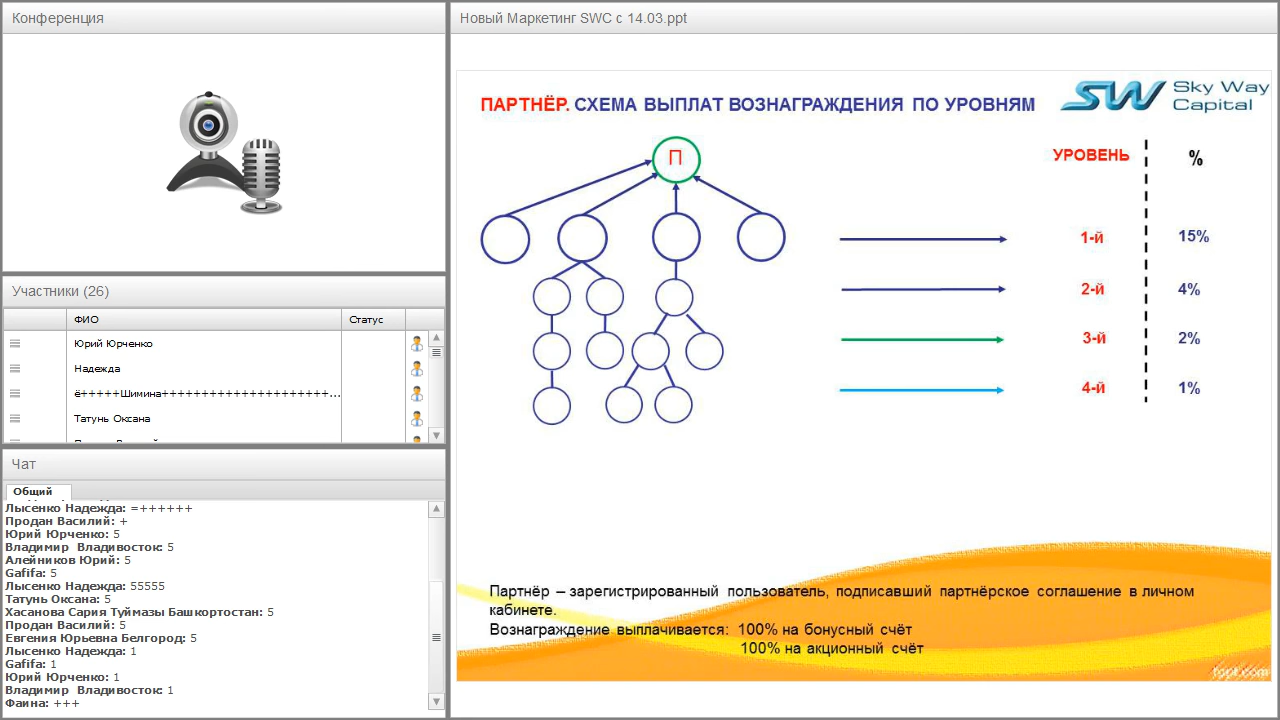 Конференция
Участники (26)
ФИО
Статус
Юрий Юрченко
Надежда
ё+++++Шимина+++++++++++++++++++++...
Татунь Оксана
Чат
Общий
Лысенко Надежда: =++++++
Продан Василий: +
Юрий Юрченко: 5
Владимир Владивосток: 5
Алейников Юрий: 5
Gafifa: 5
Лысенко Надежда: 55555
Татунь Оксана: 5
Хасанова Сария Туймазы Башкортостан: 5
Продан Василий: 5
Евгения Юрьевна Белгород: 5
Лысенко Надежда: 1
Gafifa: 1
Юрий Юрченко: 1
Владимир Владивосток: 1
Фаина: +++
Новый Маркетинг SWC с 14.03.ppt
ПАРТНЁР. СХЕМА ВЫПЛАТ ВОЗНАГРАЖДЕНИЯ ПО УРОВНЯМ
SW Sky Way
Capital
П
УРОВЕНЬ %
1-й 15%
2-й 4%
3-й 2%
4-й 1%
Партнёр – зарегистрированный пользователь, подписавший партнёрское соглашение в личном
кабинете.
Вознаграждение выплачивается: 100% на бонусный счёт
100% на акционный счёт
fppt.com